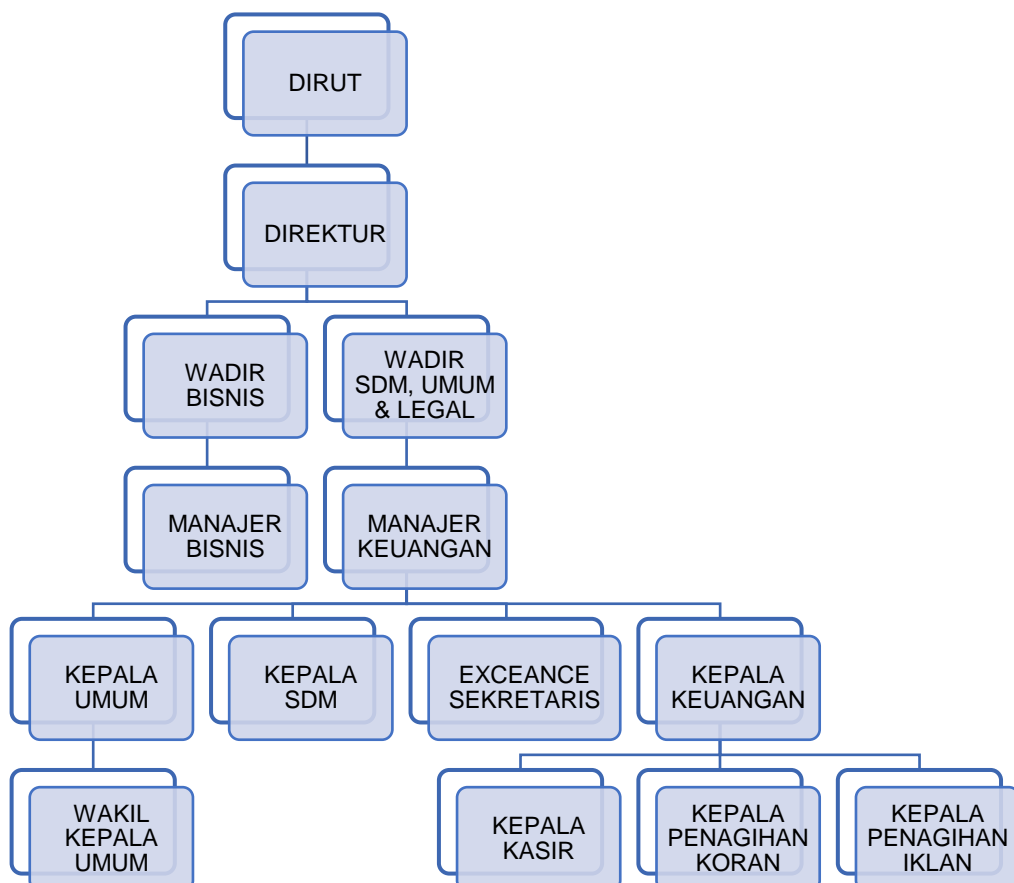 DIRUT
DIREKTUR
WADIR
BISNIS
WADIR
SDM, UMUM
& LEGAL
MANAJER
BISNIS
MANAJER
KEUANGAN
KEPALA
UMUM
KEPALA
SDM
EXCEANCE
SEKRETARIS
KEPALA
KEUANGAN
WAKIL
KEPALA
UMUM
KEPALA
KASIR
KEPALA
PENAGIHAN
KORAN
KEPALA
PENAGIHAN
IKLAN